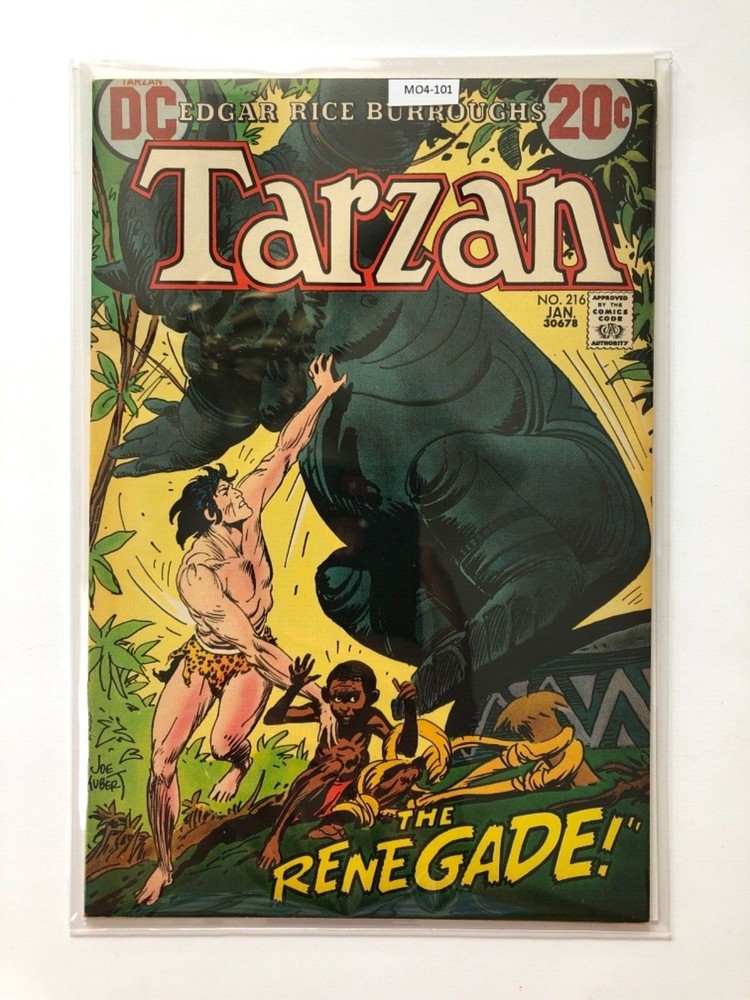 MO4-101
TARZAN
DC
EDGAR RICE BURROUGHS
20c
Tarzan
NO. 216
JAN.
30678
APPROVED
BY THE
COMICS
CODE
AUTHORITY
JOE
KUBERT
"THE
RENEGADE!"